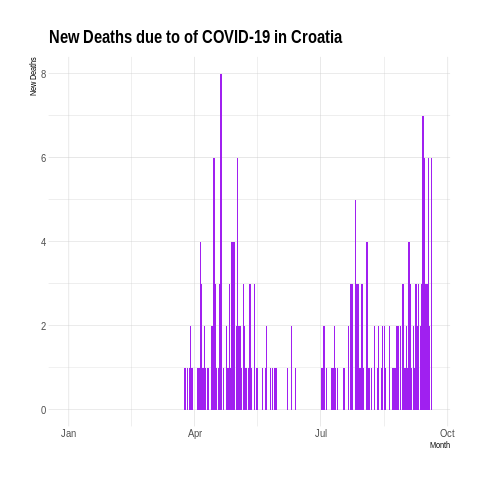 New Deaths due to of COVID-19 in Croatia
New Deaths
8
6
4
2
0
Jan Apr Jul Oct
Month